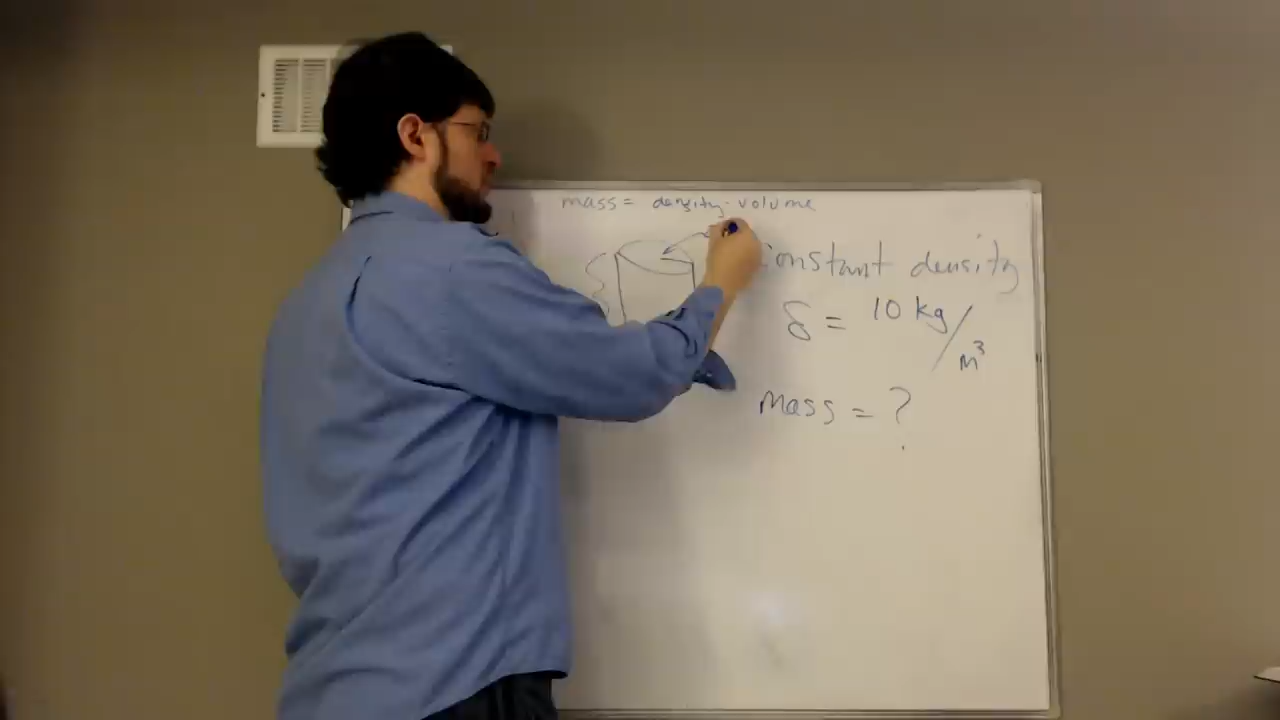 mass = density · volume
constant density
δ = 10 kg/m³
mass = ?